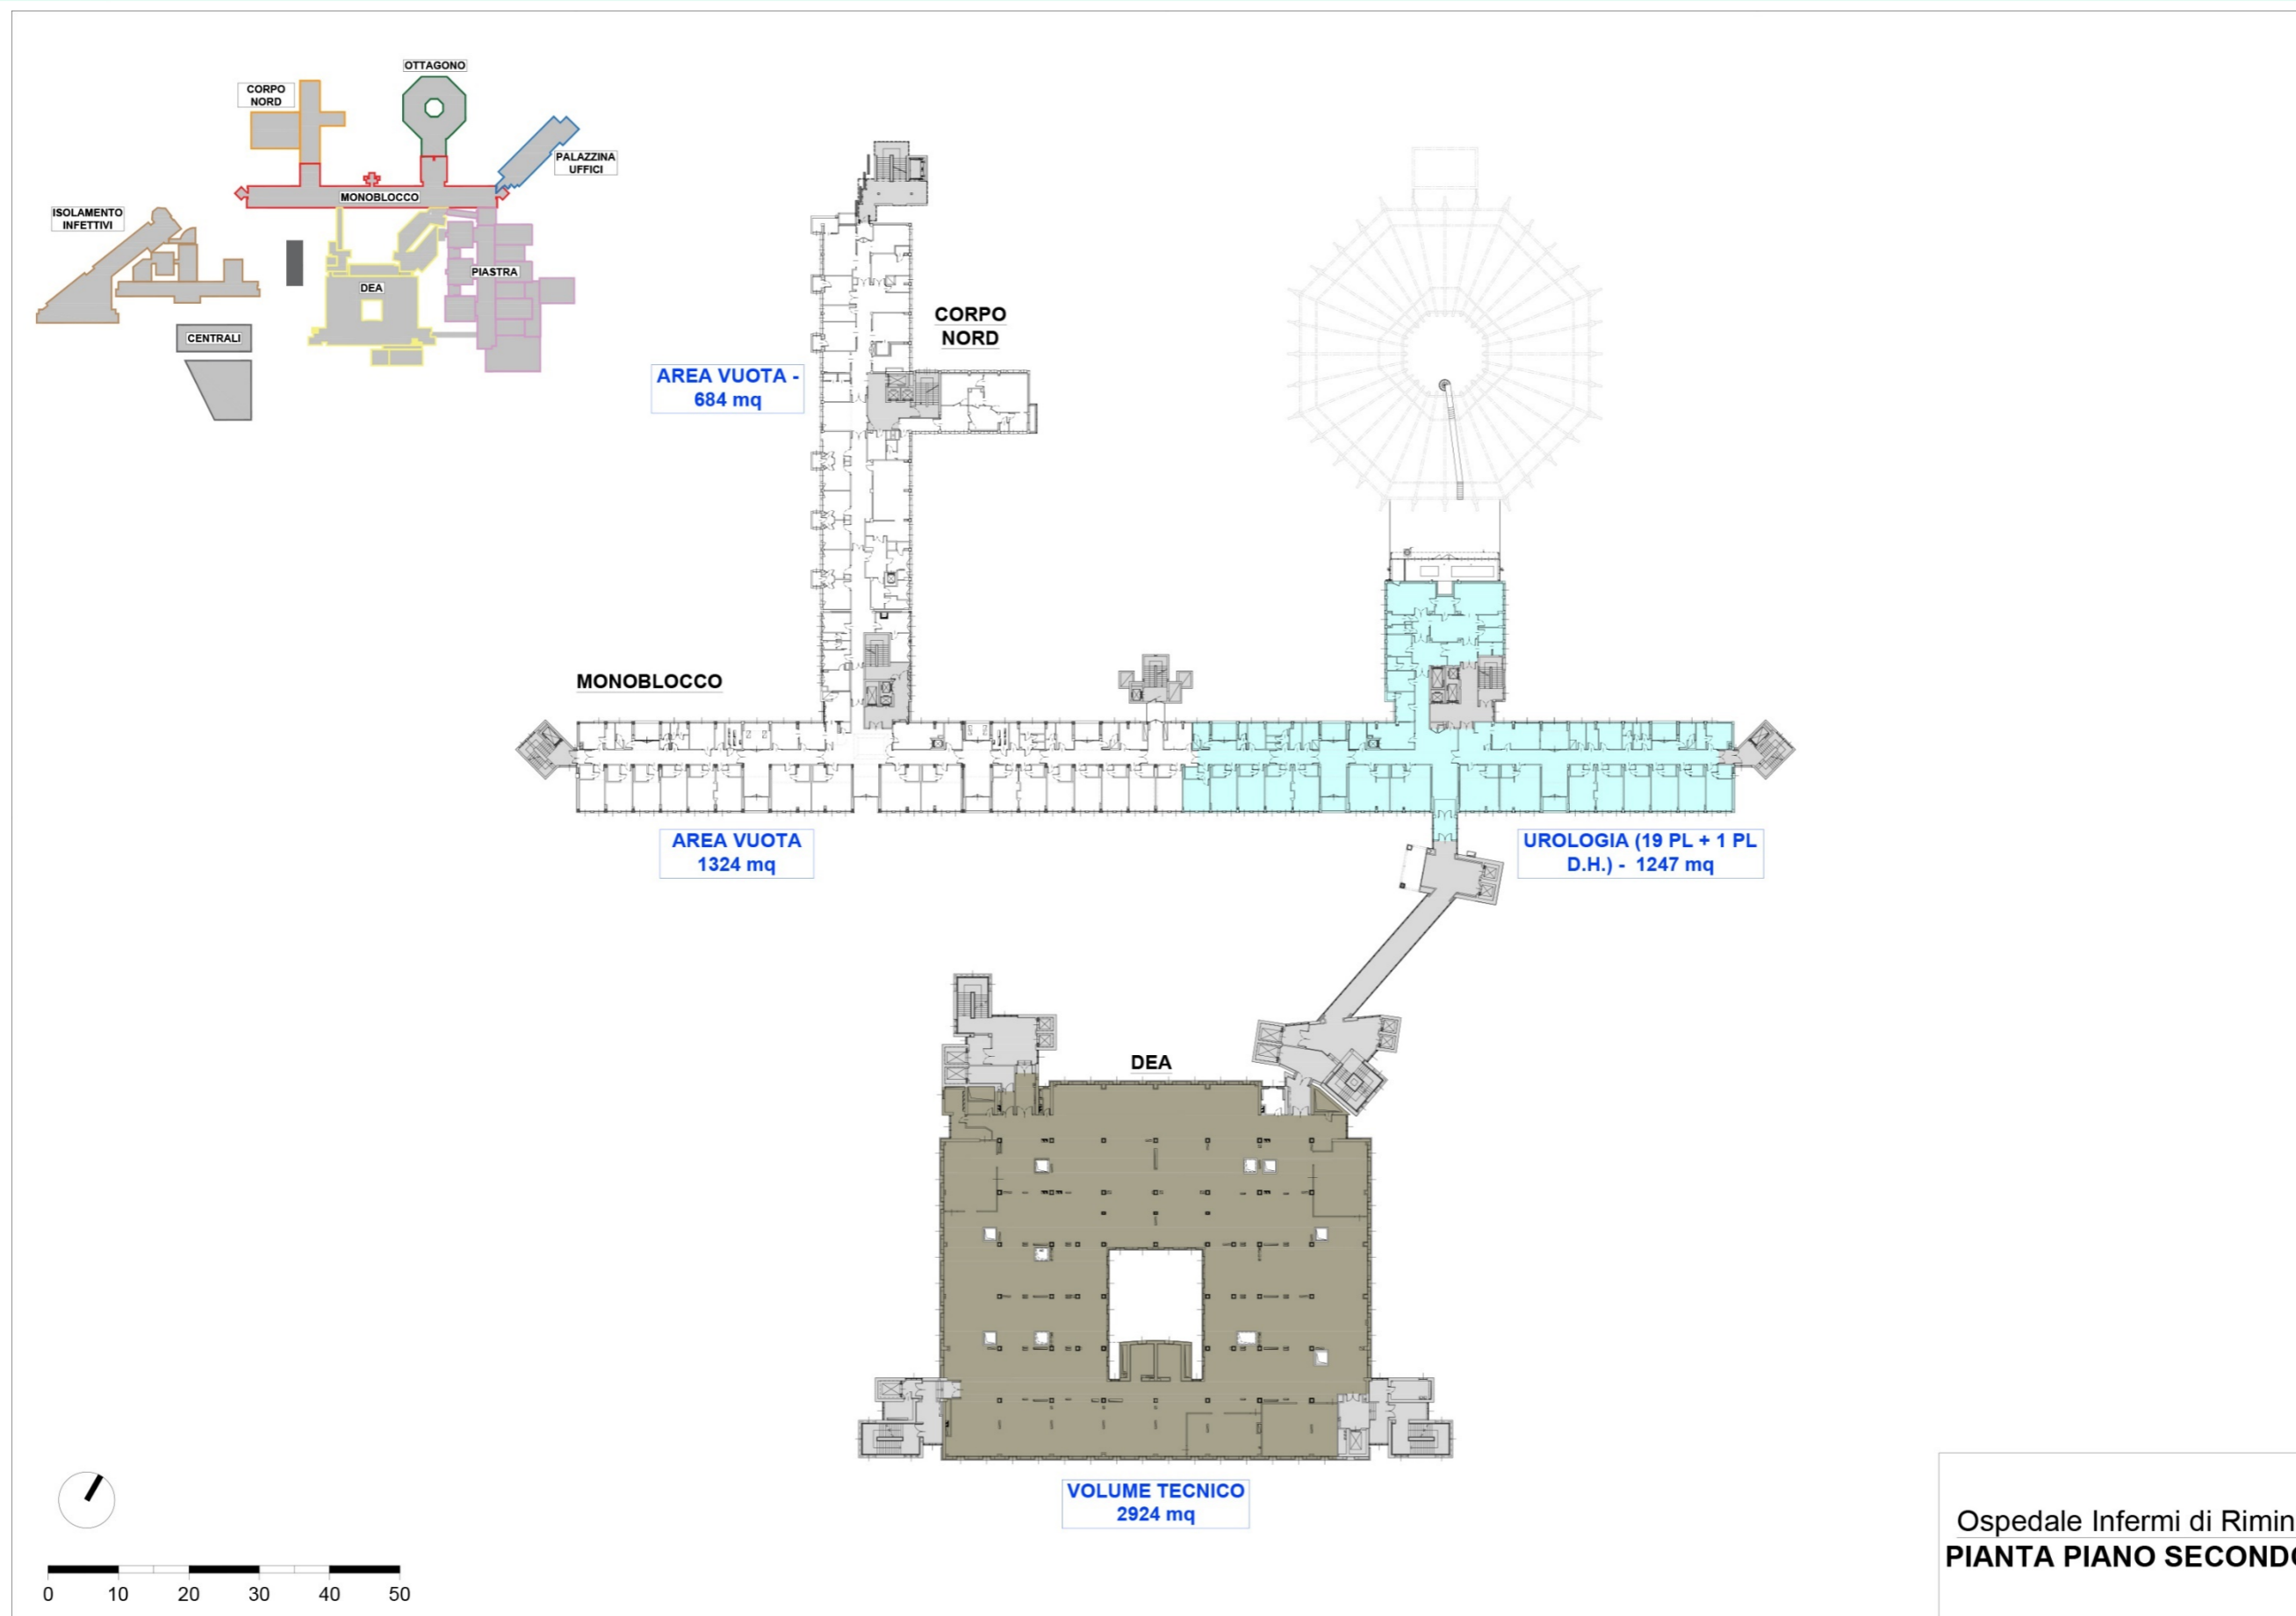 OTTAGONO
CORPO
NORD
PALAZZINA
UFFICI
MONOBLOCCO
ISOLAMENTO
INFETTIVI
PIASTRA
DEA
CENTRALI
CORPO
NORD
AREA VUOTA -
684 mq
MONOBLOCCO
AREA VUOTA
1324 mq
UROLOGIA (19 PL + 1 PL
D.H.) - 1247 mq
DEA
VOLUME TECNICO
2924 mq
0 10 20 30 40 50
Ospedale Infermi di Rimin
PIANTA PIANO SECONDO